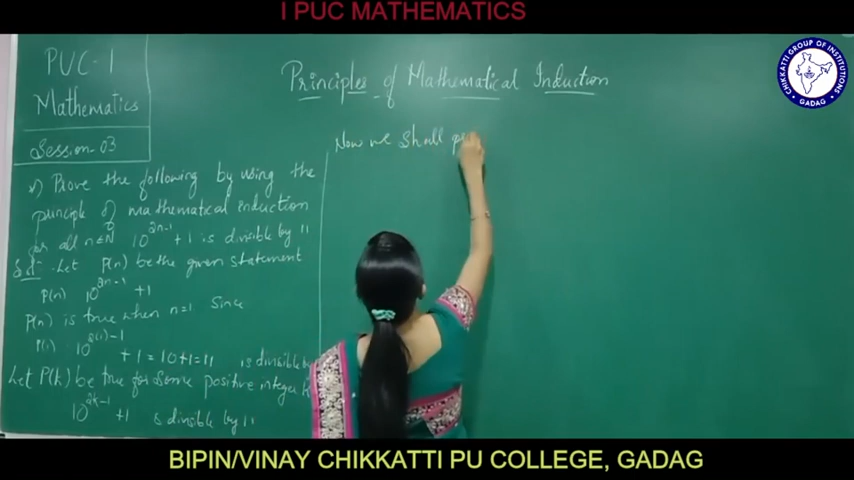 I PUC MATHEMATICS
CHIKKATTI GROUP OF INSTITUTIONS
GADAG
PUC-I
Mathematics
Session-03
Principles of Mathematical Induction
Prove the following by using the
principle of mathematical induction
for all n∈N 10^2n-1 +1 is divisible by 11
Sol- Let P(n) be the given statement
P(n) 10^2n-1 +1
P(n) is true when n=1 Since
P(1) 10^2(1)-1 +1 = 10+1=11 is divisible by
Let P(k) be true for some positive integer k
10^2k-1 +1 is divisible by 11
Now we shall
BIPIN/VINAY CHIKKATTI PU COLLEGE, GADAG